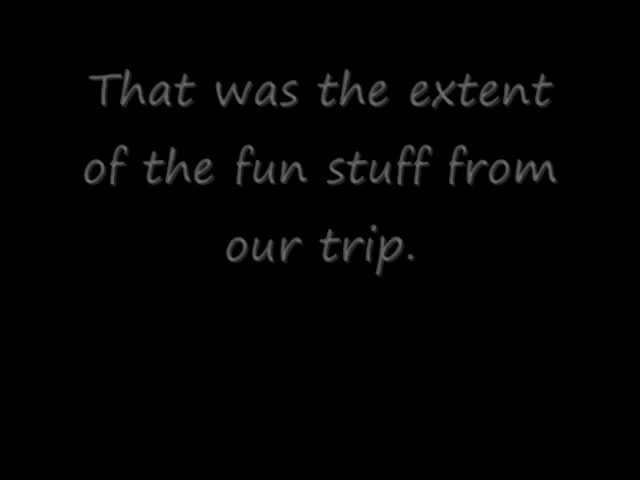 That was the extent
of the fun stuff from
our trip.